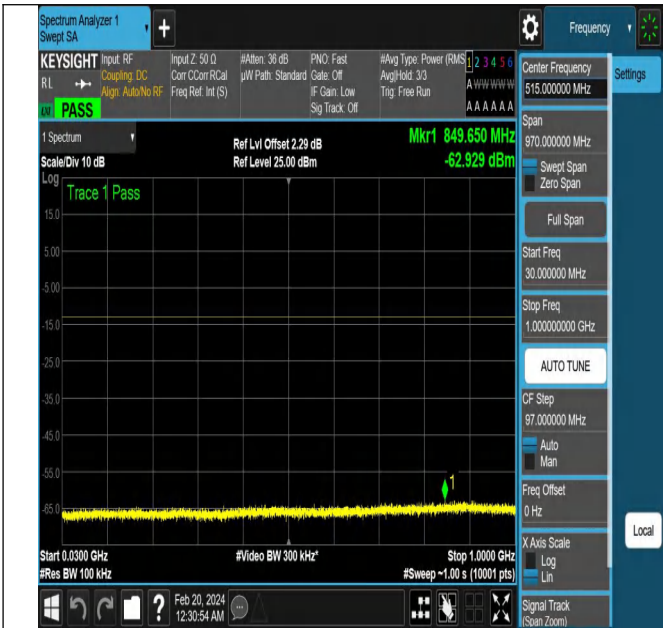 Spectrum Analyzer 1
Swept SA
+
Frequency
KEYSIGHT
RL
PASS
Input: RF
Coupling: DC
Align: Auto/No RF
Input Z: 50 Ω
Corr CCorr RCal
Freq Ref: Int (S)
#Atten: 36 dB
µW Path: Standard
PNO: Fast
Gate: Off
IF Gain: Low
Sig Track: Off
#Avg Type: Power (RMS
Avg|Hold: 3/3
Trig: Free Run
1 2 3 4 5 6
A W W W W W
A A A A A A
1 Spectrum
Scale/Div 10 dB
Log
Ref Lvl Offset 2.29 dB
Ref Level 25.00 dBm
Mkr1 849.650 MHz
-62.929 dBm
Trace 1 Pass
15.0
5.00
-5.00
-15.0
-25.0
-35.0
-45.0
-55.0
-65.0
1
Start 0.0300 GHz
#Res BW 100 kHz
#Video BW 300 kHz*
Stop 1.0000 GHz
#Sweep ~1.00 s (10001 pts)
Feb 20, 2024
12:30:54 AM
?
Center Frequency
515.000000 MHz
Settings
Span
970.000000 MHz
Swept Span
Zero Span
Full Span
Start Freq
30.000000 MHz
Stop Freq
1.000000000 GHz
AUTO TUNE
CF Step
97.000000 MHz
Auto
Man
Freq Offset
0 Hz
Local
X Axis Scale
Log
Lin
Signal Track
(Span Zoom)